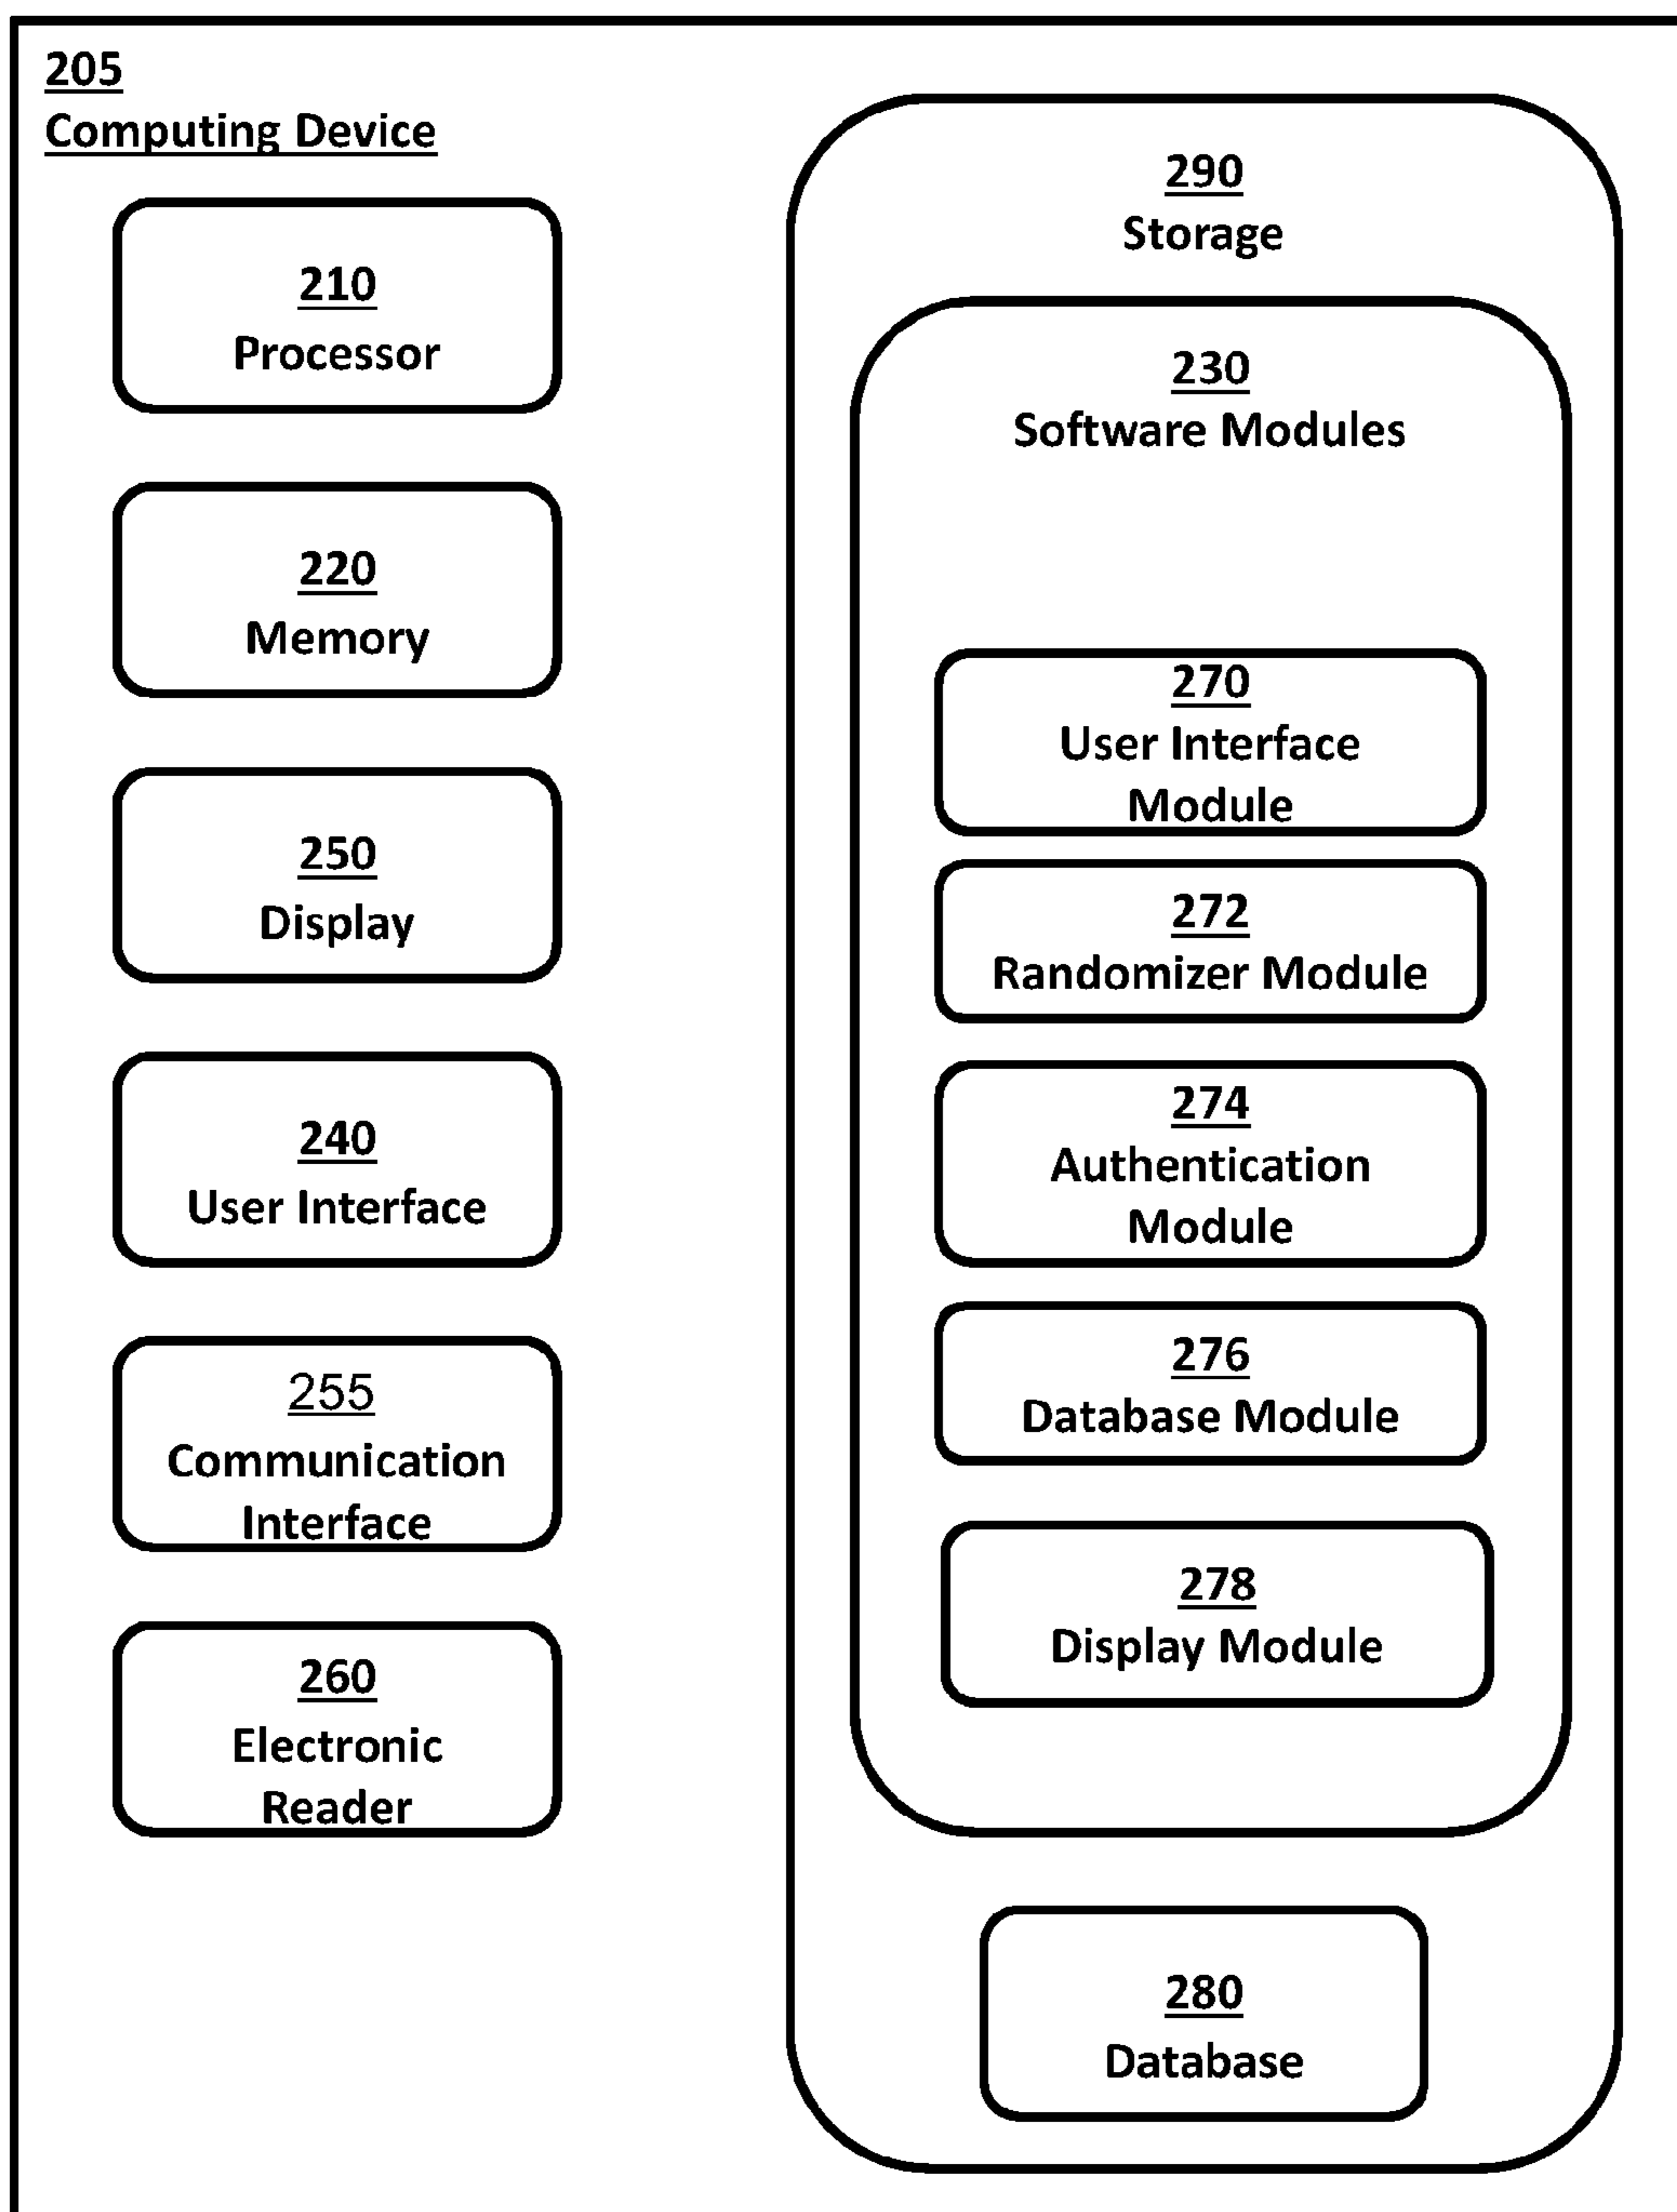 205
Computing Device
210
Processor
220
Memory
250
Display
240
User Interface
255
Communication
Interface
260
Electronic
Reader
290
Storage
230
Software Modules
270
User Interface
Module
272
Randomizer Module
274
Authentication
Module
276
Database Module
278
Display Module
280
Database